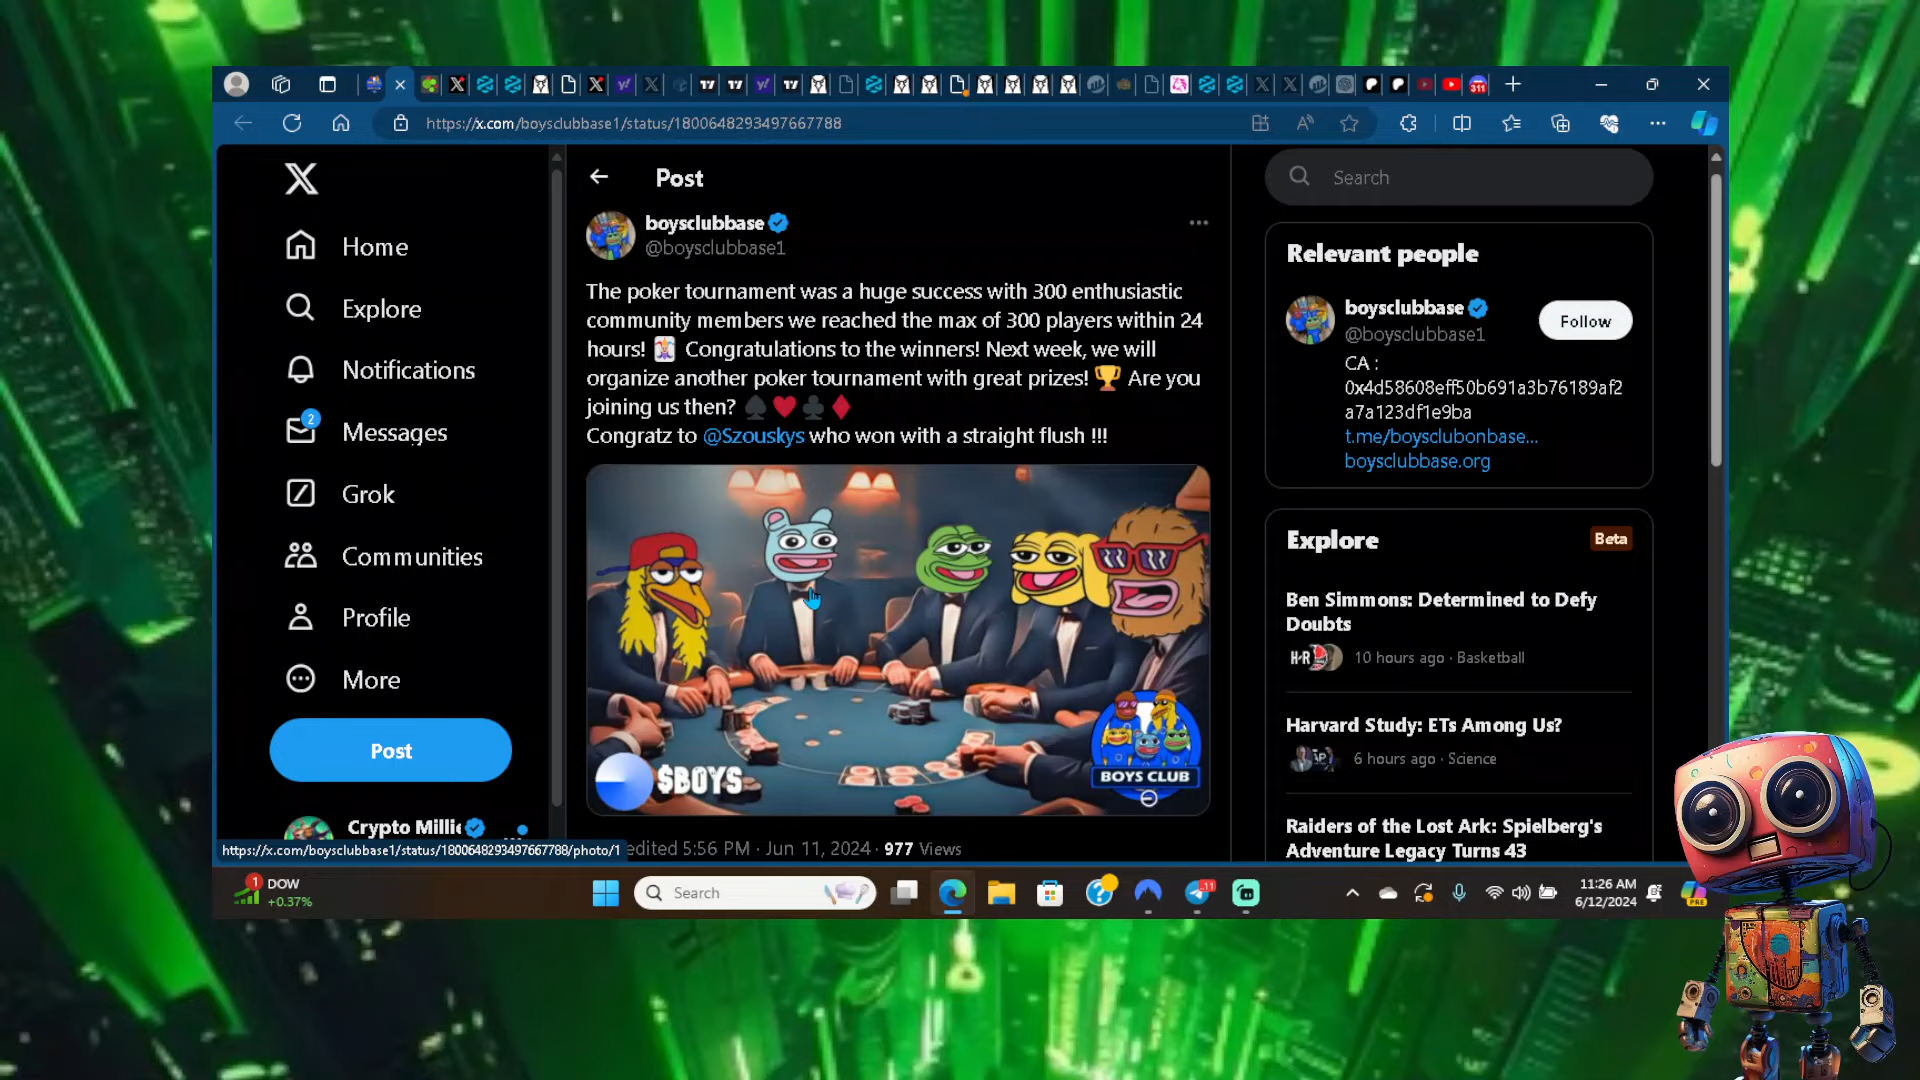 https://x.com/boysclubbase1/status/1800648293497667788
Home
Explore
Notifications
2
Messages
Grok
Communities
Profile
More
Post
Crypto Milli
https://x.com/boysclubbase1/status/1800648293497667788/photo/1
Post
boysclubbase
@boysclubbase1
The poker tournament was a huge success with 300 enthusiastic
community members we reached the max of 300 players within 24
hours! 🃏 Congratulations to the winners! Next week, we will
organize another poker tournament with great prizes! 🏆 Are you
joining us then? ♠️♥️♣️♦️
Congratz to @Szouskys who won with a straight flush !!!
$BOYS
BOYS CLUB
edited 5:56 PM · Jun 11, 2024 · 977 Views
Search
Relevant people
boysclubbase
@boysclubbase1
Follow
CA :
0x4d58608eff50b691a3b76189af2
a7a123df1e9ba
t.me/boysclubonbase...
boysclubbase.org
Explore
Beta
Ben Simmons: Determined to Defy
Doubts
10 hours ago · Basketball
Harvard Study: ETs Among Us?
6 hours ago · Science
Raiders of the Lost Ark: Spielberg's
Adventure Legacy Turns 43
1
DOW
+0.37%
Search
11
11:26 AM
6/12/2024
PRE